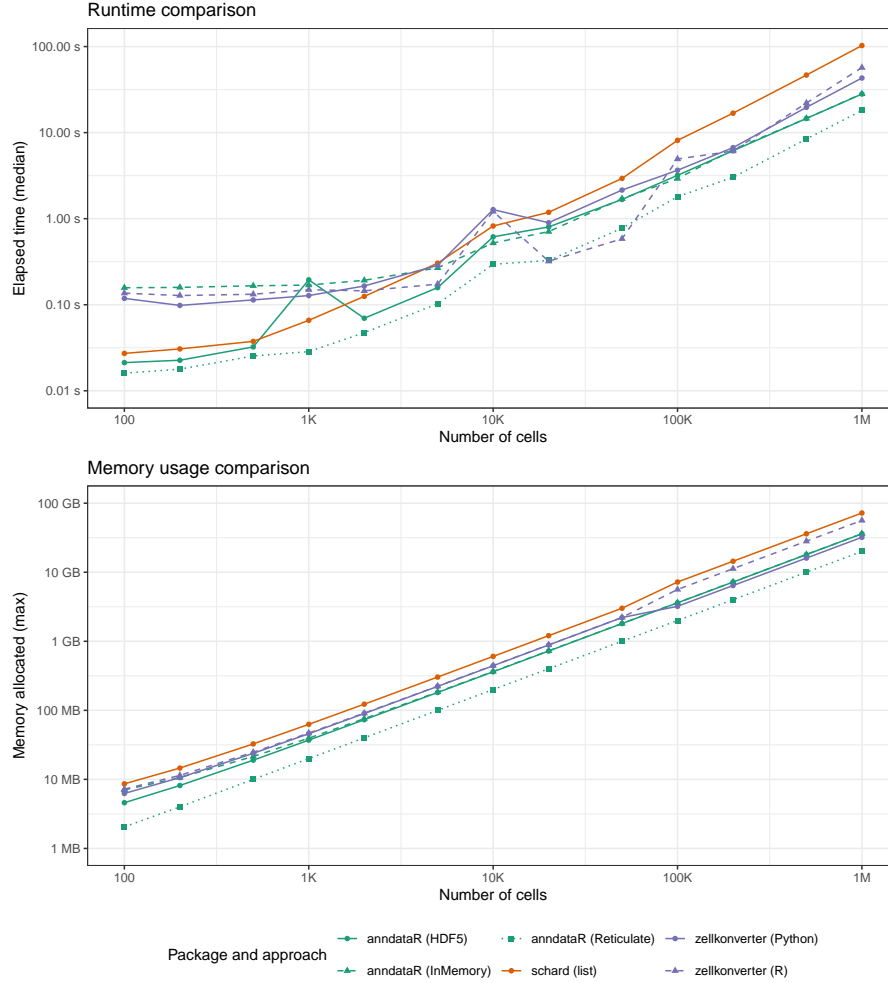 Runtime comparison
100.00 s
10.00 s
1.00 s
0.10 s
0.01 s
Elapsed time (median)
100 1K 10K 100K 1M
Number of cells
Memory usage comparison
100 GB
10 GB
1 GB
100 MB
10 MB
1 MB
Memory allocated (max)
100 1K 10K 100K 1M
Number of cells
Package and approach
anndataR (HDF5) anndataR (Reticulate) zellkonverter (Python)
anndataR (InMemory) schard (list) zellkonverter (R)